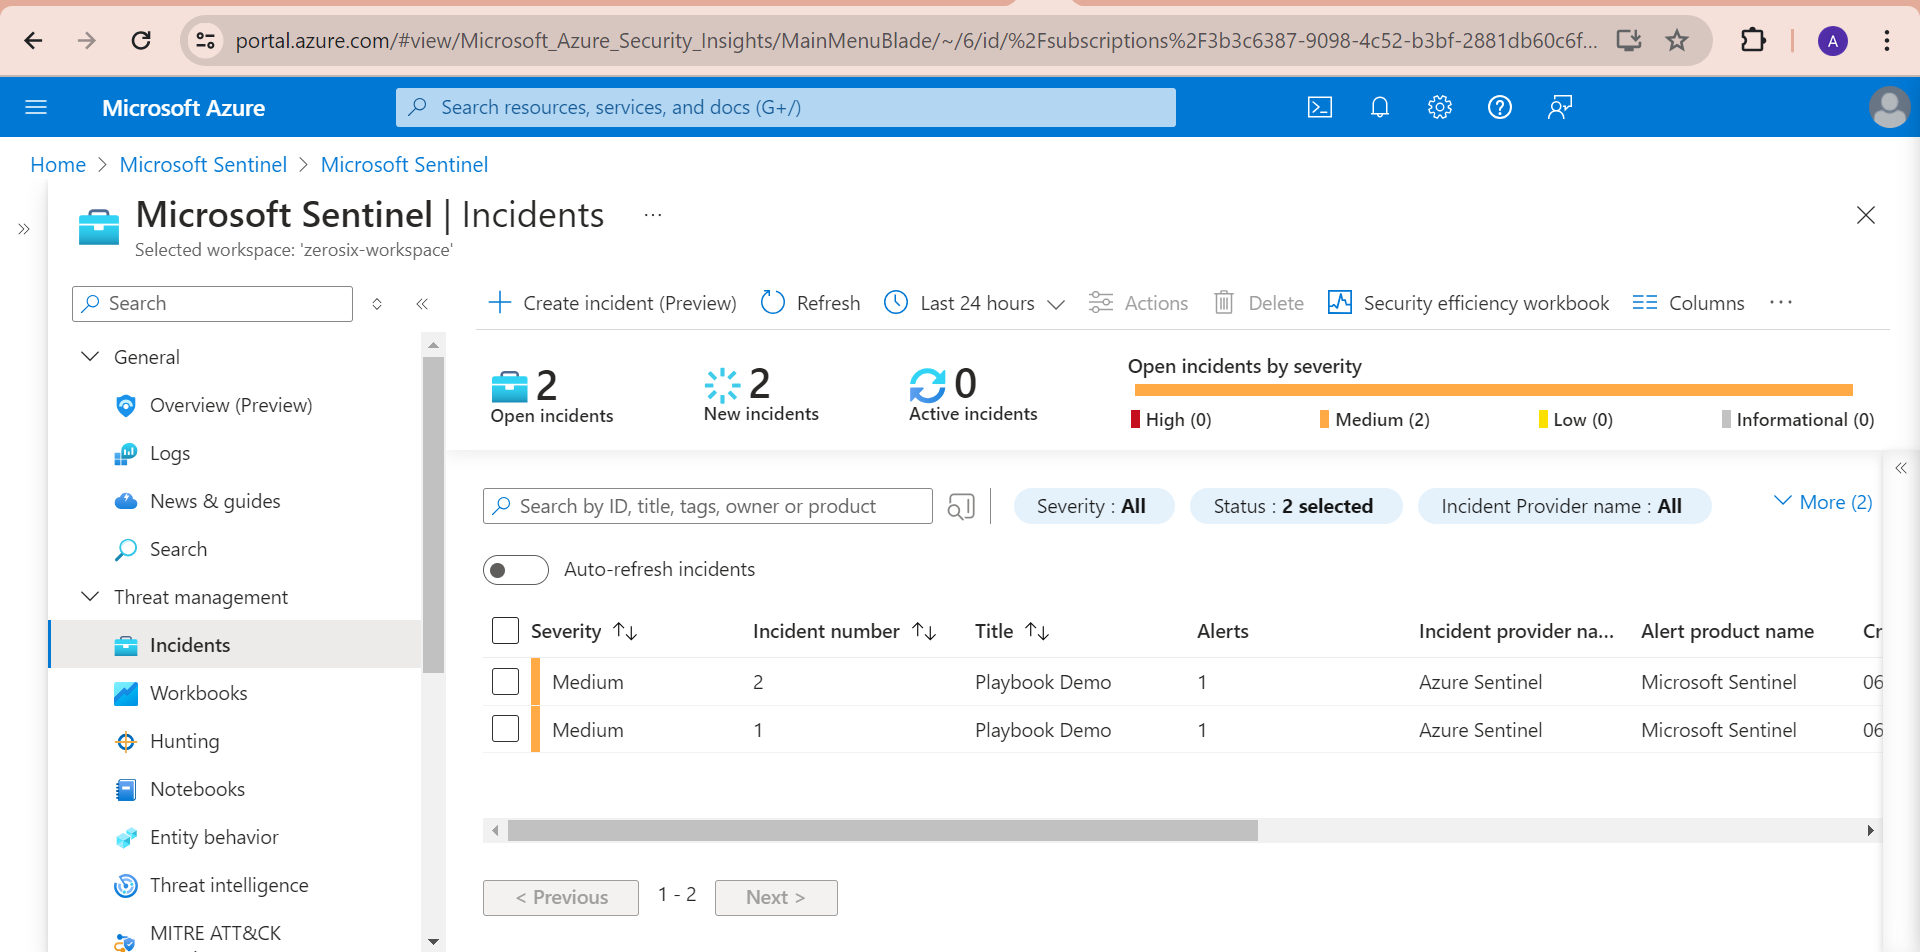 portal.azure.com/#view/Microsoft_Azure_Security_Insights/MainMenuBlade/~/6/id/%2Fsubscriptions%2F3b3c6387-9098-4c52-b3bf-2881db60c6f...
A
Microsoft Azure
Search resources, services, and docs (G+/)
Home > Microsoft Sentinel > Microsoft Sentinel
Microsoft Sentinel | Incidents ...
Selected workspace: 'zerosix-workspace'
Search
Create incident (Preview) Refresh Last 24 hours Actions Delete Security efficiency workbook Columns ...
General
Overview (Preview)
Logs
News & guides
Search
Threat management
Incidents
Workbooks
Hunting
Notebooks
Entity behavior
Threat intelligence
MITRE ATT&CK
2
Open incidents
2
New incidents
0
Active incidents
Open incidents by severity
High (0) Medium (2) Low (0) Informational (0)
Search by ID, title, tags, owner or product
Severity : All
Status : 2 selected
Incident Provider name : All
More (2)
Auto-refresh incidents
Severity Incident number Title Alerts Incident provider na... Alert product name Cr
Medium 2 Playbook Demo 1 Azure Sentinel Microsoft Sentinel 06
Medium 1 Playbook Demo 1 Azure Sentinel Microsoft Sentinel 06
< Previous 1 - 2 Next >